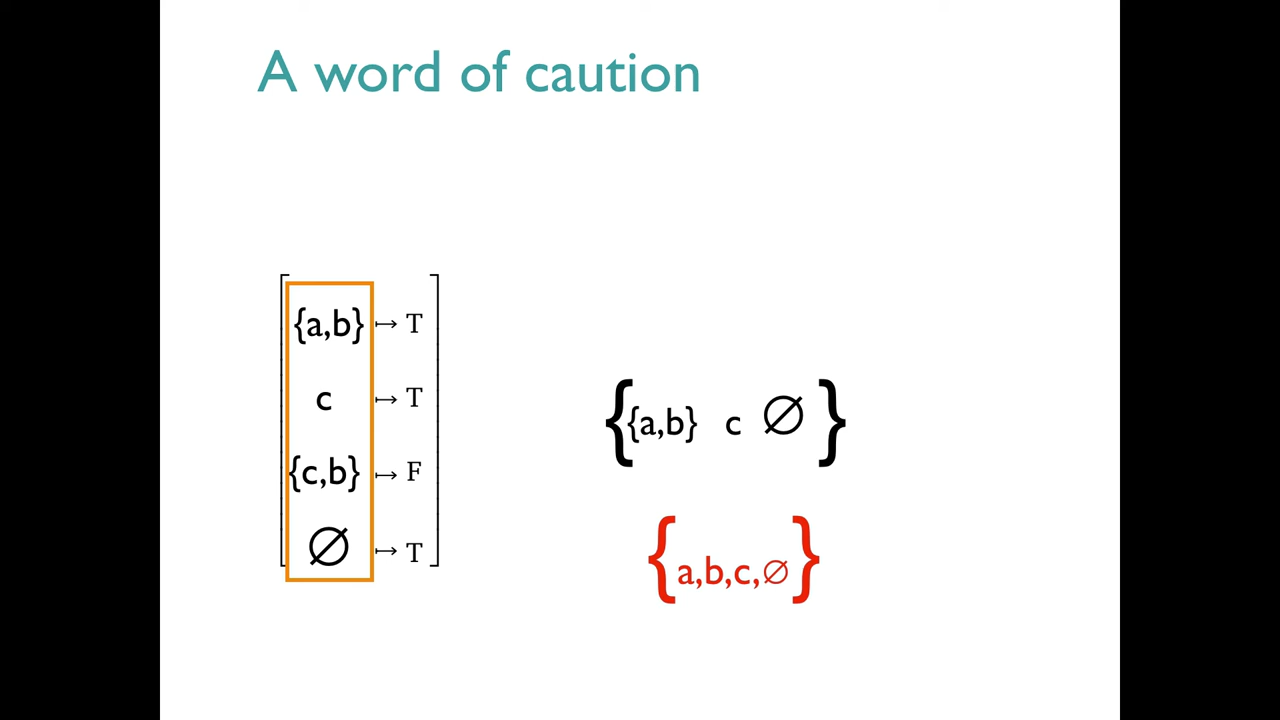 A word of caution
{a,b} ↦ T
c ↦ T
{c,b} ↦ F
∅ ↦ T
{{a,b} c ∅}
{a,b,c,∅}